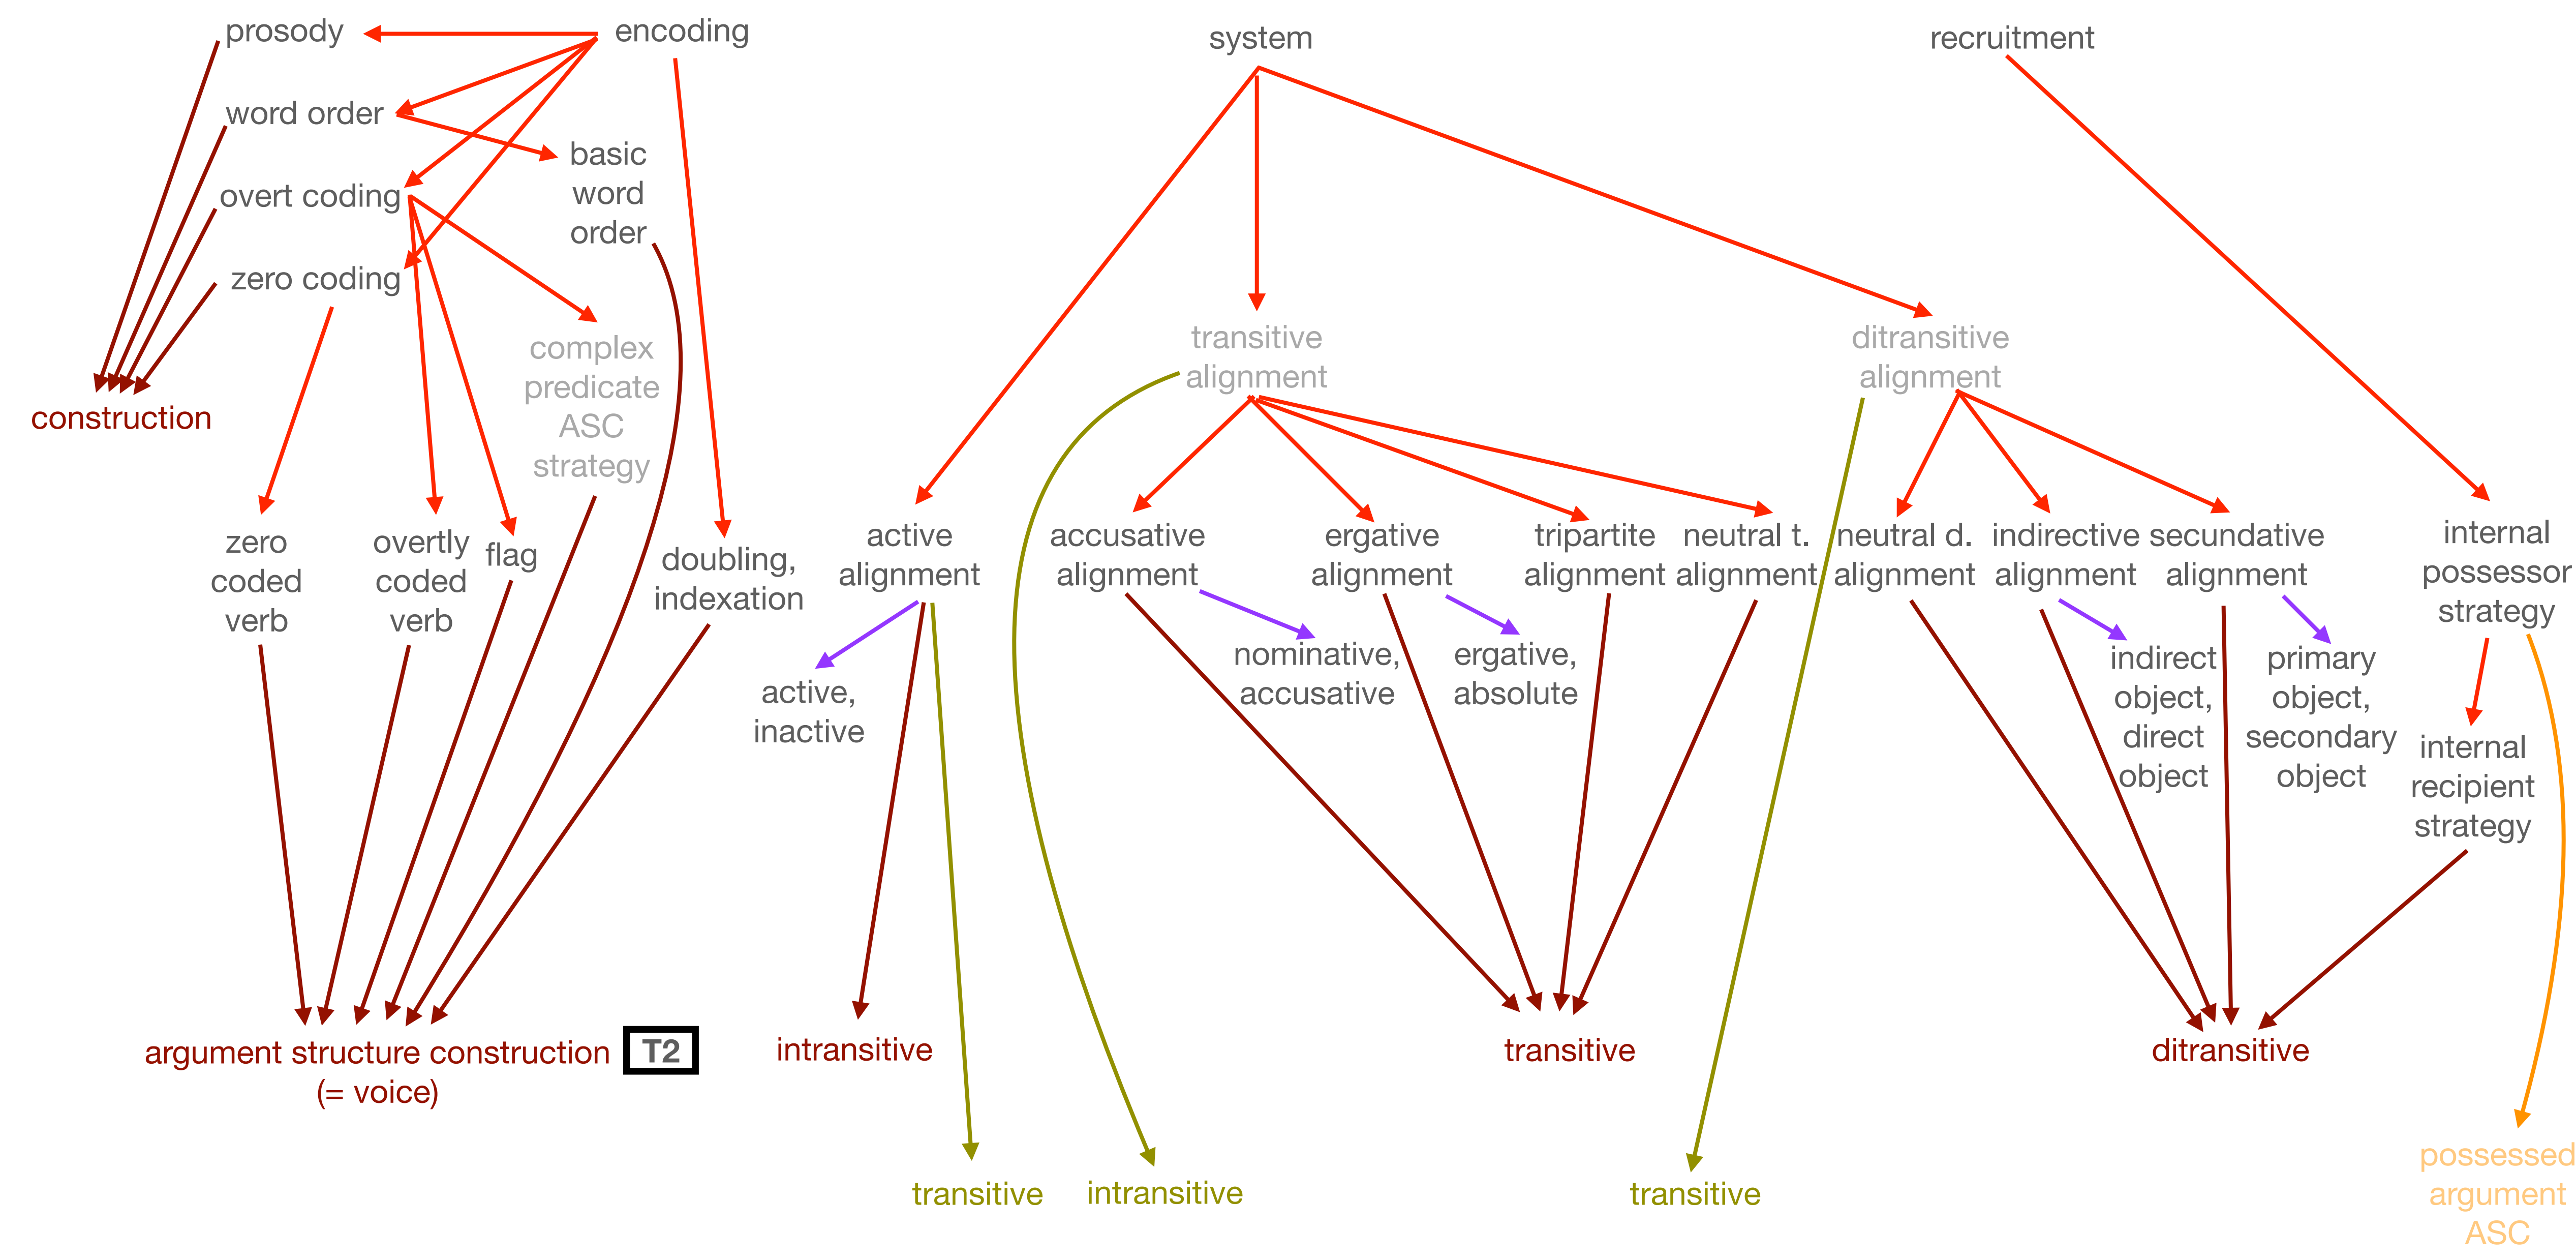 prosody
encoding
system
recruitment
word order
basic
word
order
overt coding
zero coding
complex
predicate
ASC
strategy
transitive
alignment
ditransitive
alignment
construction
zero
coded
verb
overtly
coded
verb
flag
doubling,
indexation
active
alignment
accusative
alignment
ergative
alignment
tripartite
alignment
neutral t.
alignment
neutral d.
alignment
indirective
alignment
secundative
alignment
internal
possessor
strategy
active,
inactive
nominative,
accusative
ergative,
absolute
indirect
object,
direct
object
primary
object,
secondary
object
internal
recipient
strategy
argument structure construction
(= voice)
T2
intransitive
transitive
ditransitive
transitive
intransitive
transitive
possessed
argument
ASC